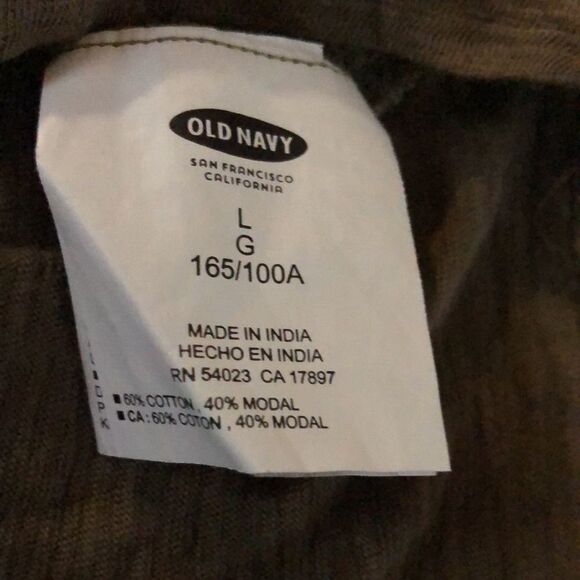 OLD NAVY
SAN FRANCISCO
CALIFORNIA
L
G
165/100A
MADE IN INDIA
HECHO EN INDIA
RN 54023 CA 17897
60% COTTON, 40% MODAL
CA: 60% COTON, 40% MODAL